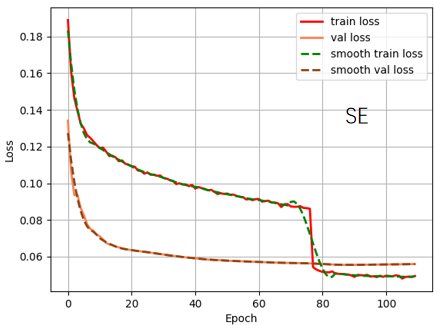 0.18
0.16
0.14
0.12
0.10
0.08
0.06
Loss
0 20 40 60 80 100
Epoch
train loss
val loss
smooth train loss
smooth val loss
SE